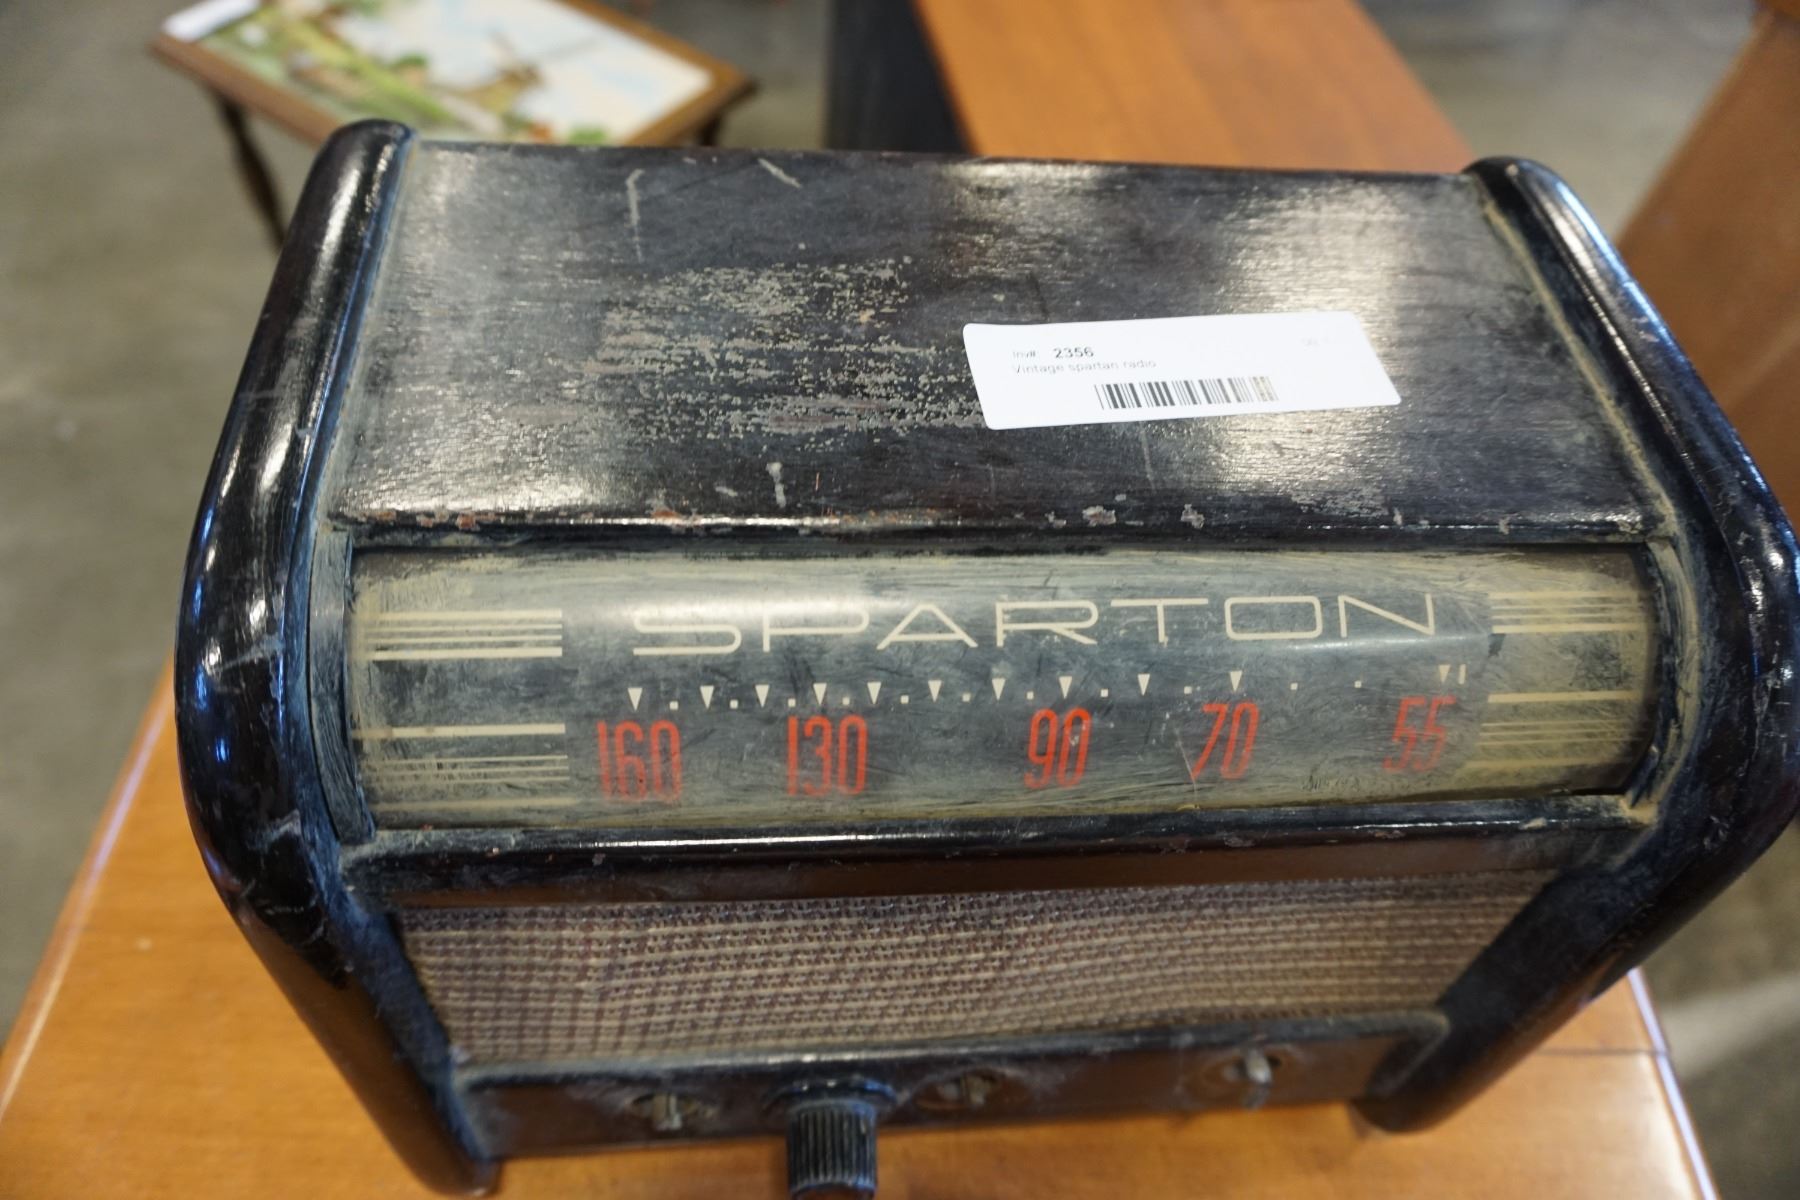 Inv#: 2356
Vintage spartan radio
SPARTON
160 130 90 70 55